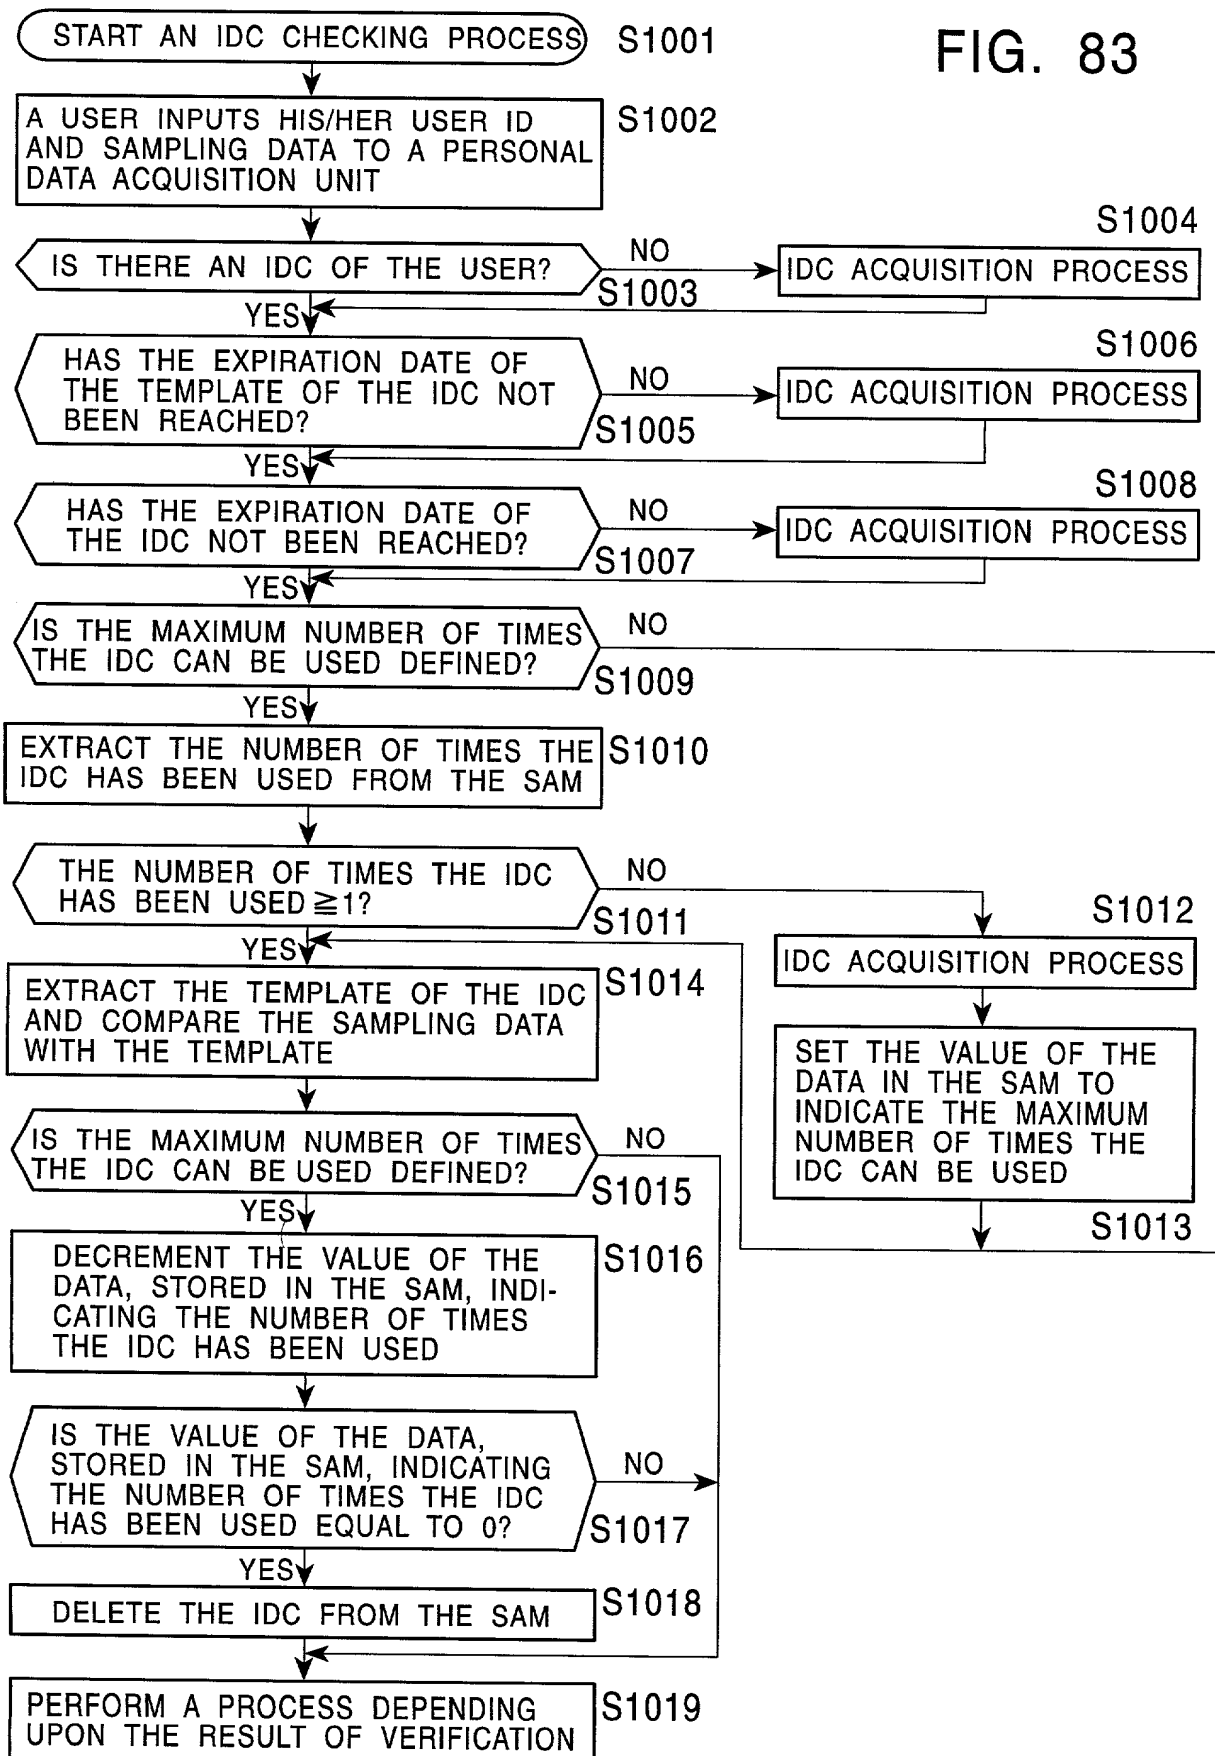 FIG. 83
START AN IDC CHECKING PROCESS
S1001
A USER INPUTS HIS/HER USER ID
AND SAMPLING DATA TO A PERSONAL
DATA ACQUISITION UNIT
S1002
IS THERE AN IDC OF THE USER?
NO
S1003
YES
S1004
IDC ACQUISITION PROCESS
HAS THE EXPIRATION DATE OF
THE TEMPLATE OF THE IDC NOT
BEEN REACHED?
NO
S1005
YES
S1006
IDC ACQUISITION PROCESS
HAS THE EXPIRATION DATE OF
THE IDC NOT BEEN REACHED?
NO
S1007
YES
S1008
IDC ACQUISITION PROCESS
IS THE MAXIMUM NUMBER OF TIMES
THE IDC CAN BE USED DEFINED?
NO
S1009
YES
EXTRACT THE NUMBER OF TIMES THE
IDC HAS BEEN USED FROM THE SAM
S1010
THE NUMBER OF TIMES THE IDC
HAS BEEN USED ≧1?
NO
S1011
YES
S1012
IDC ACQUISITION PROCESS
SET THE VALUE OF THE
DATA IN THE SAM TO
INDICATE THE MAXIMUM
NUMBER OF TIMES THE
IDC CAN BE USED
S1013
EXTRACT THE TEMPLATE OF THE IDC
AND COMPARE THE SAMPLING DATA
WITH THE TEMPLATE
S1014
IS THE MAXIMUM NUMBER OF TIMES
THE IDC CAN BE USED DEFINED?
NO
S1015
YES
DECREMENT THE VALUE OF THE
DATA, STORED IN THE SAM, INDI-
CATING THE NUMBER OF TIMES
THE IDC HAS BEEN USED
S1016
IS THE VALUE OF THE DATA,
STORED IN THE SAM, INDICATING
THE NUMBER OF TIMES THE IDC
HAS BEEN USED EQUAL TO 0?
NO
S1017
YES
DELETE THE IDC FROM THE SAM
S1018
PERFORM A PROCESS DEPENDING
UPON THE RESULT OF VERIFICATION
S1019